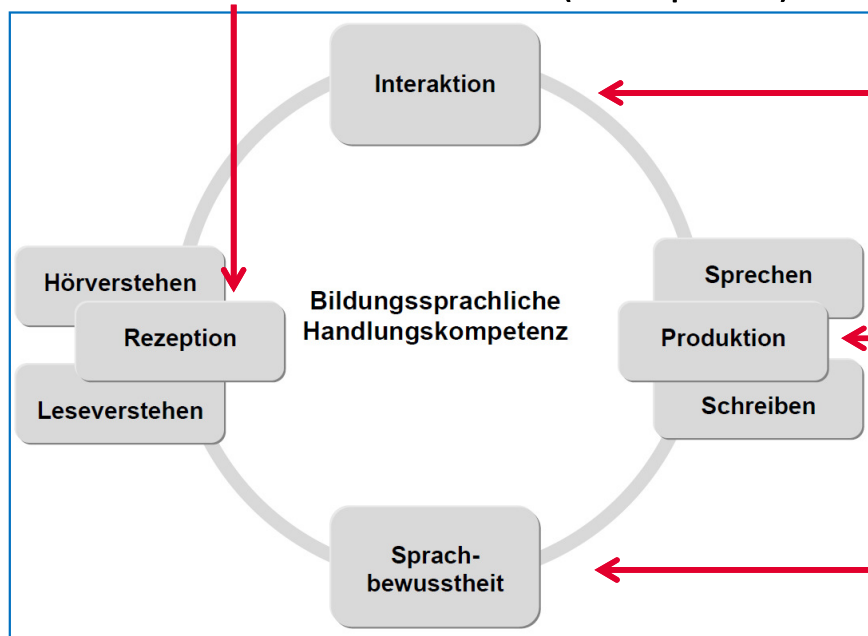 Interaktion
Hörverstehen
Rezeption
Leseverstehen
Bildungssprachliche
Handlungskompetenz
Sprechen
Produktion
Schreiben
Sprach-
bewusstheit